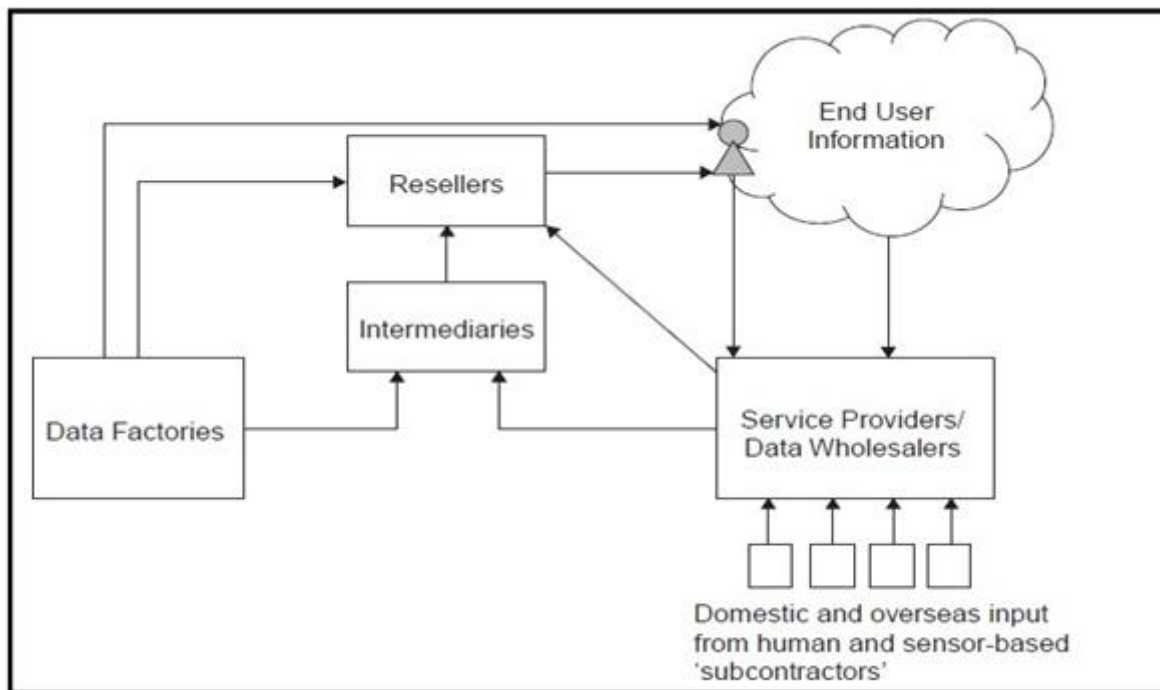 End User
Information
Resellers
Intermediaries
Data Factories
Service Providers/
Data Wholesalers
Domestic and overseas input
from human and sensor-based
‘subcontractors’